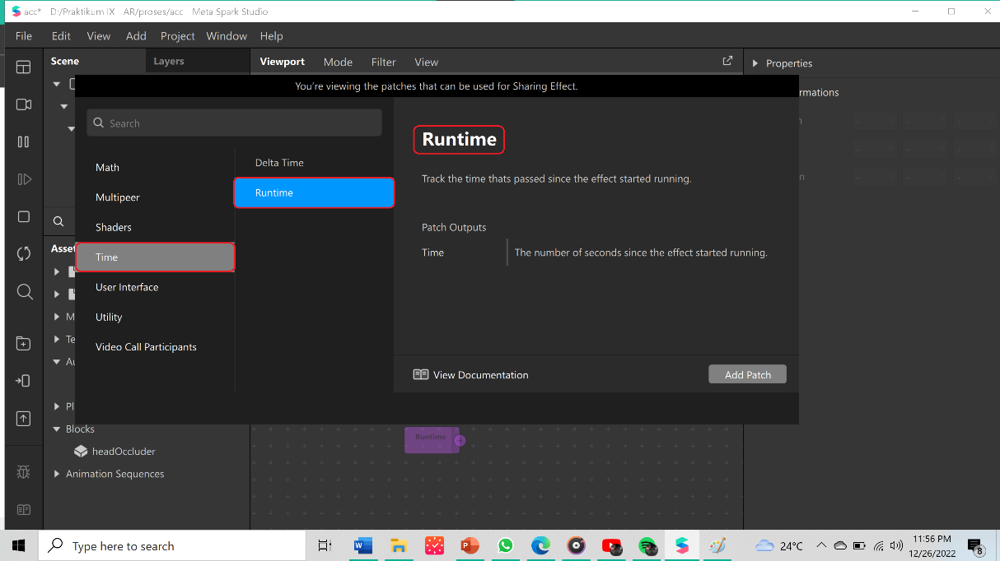 acc* D:/Praktikum IX AR/proses/acc Meta Spark Studio
File Edit View Add Project Window Help
Scene Layers Viewport Mode Filter View Properties
You're viewing the patches that can be used for Sharing Effect.
rmations
Search
Math
Multipeer
Shaders
Time
User Interface
Utility
Video Call Participants
Delta Time
Runtime
Runtime
Track the time thats passed since the effect started running.
Patch Outputs
Time The number of seconds since the effect started running.
View Documentation Add Patch
Asset
M
Te
Au
Pl
Blocks
headOccluder
Animation Sequences
Runtime
Type here to search
24°C
11:56 PM
12/26/2022
8